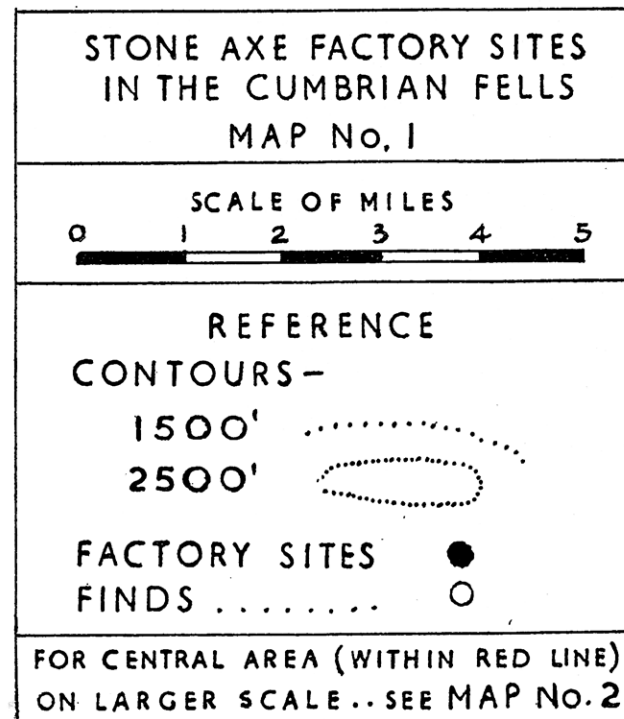 STONE AXE FACTORY SITES
IN THE CUMBRIAN FELLS
MAP No. 1
SCALE OF MILES
0 1 2 3 4 5
REFERENCE
CONTOURS –
1500'
2500'
FACTORY SITES
FINDS ........
FOR CENTRAL AREA (WITHIN RED LINE)
ON LARGER SCALE .. SEE MAP No. 2